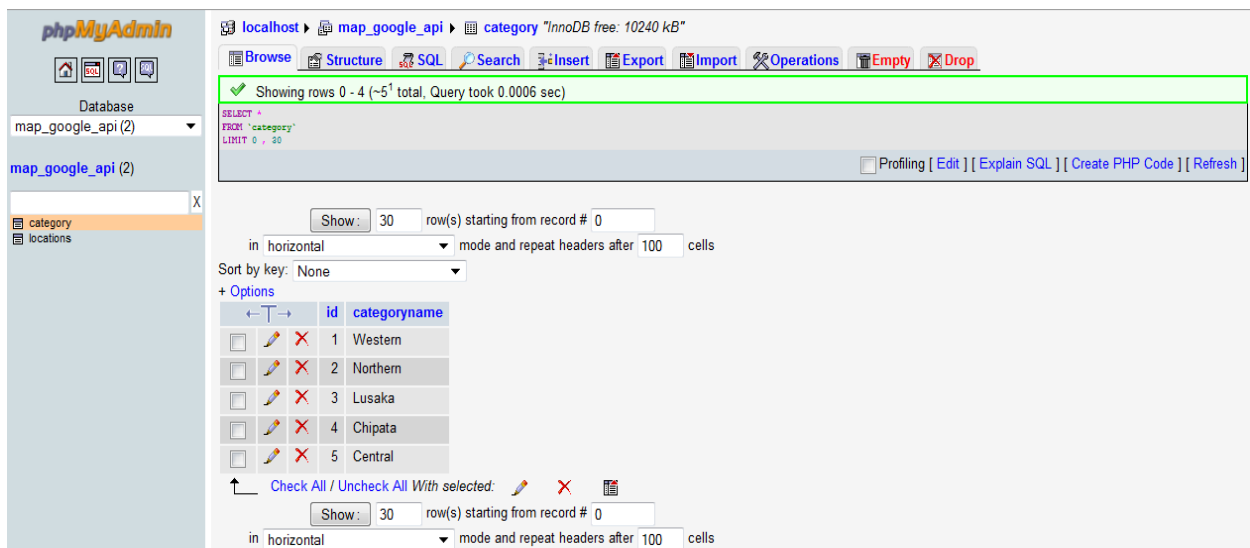 phpMyAdmin
Database
map_google_api (2)
map_google_api (2)
X
category
locations
localhost ▸ map_google_api ▸ category "InnoDB free: 10240 kB"
Browse Structure SQL Search Insert Export Import Operations Empty Drop
Showing rows 0 - 4 (~5¹ total, Query took 0.0006 sec)
SELECT *
FROM `category`
LIMIT 0 , 30
Profiling [ Edit ] [ Explain SQL ] [ Create PHP Code ] [ Refresh ]
Show : 30 row(s) starting from record # 0
in horizontal mode and repeat headers after 100 cells
Sort by key: None
+ Options
←T→ id categoryname
1 Western
2 Northern
3 Lusaka
4 Chipata
5 Central
Check All / Uncheck All With selected:
Show : 30 row(s) starting from record # 0
in horizontal mode and repeat headers after 100 cells